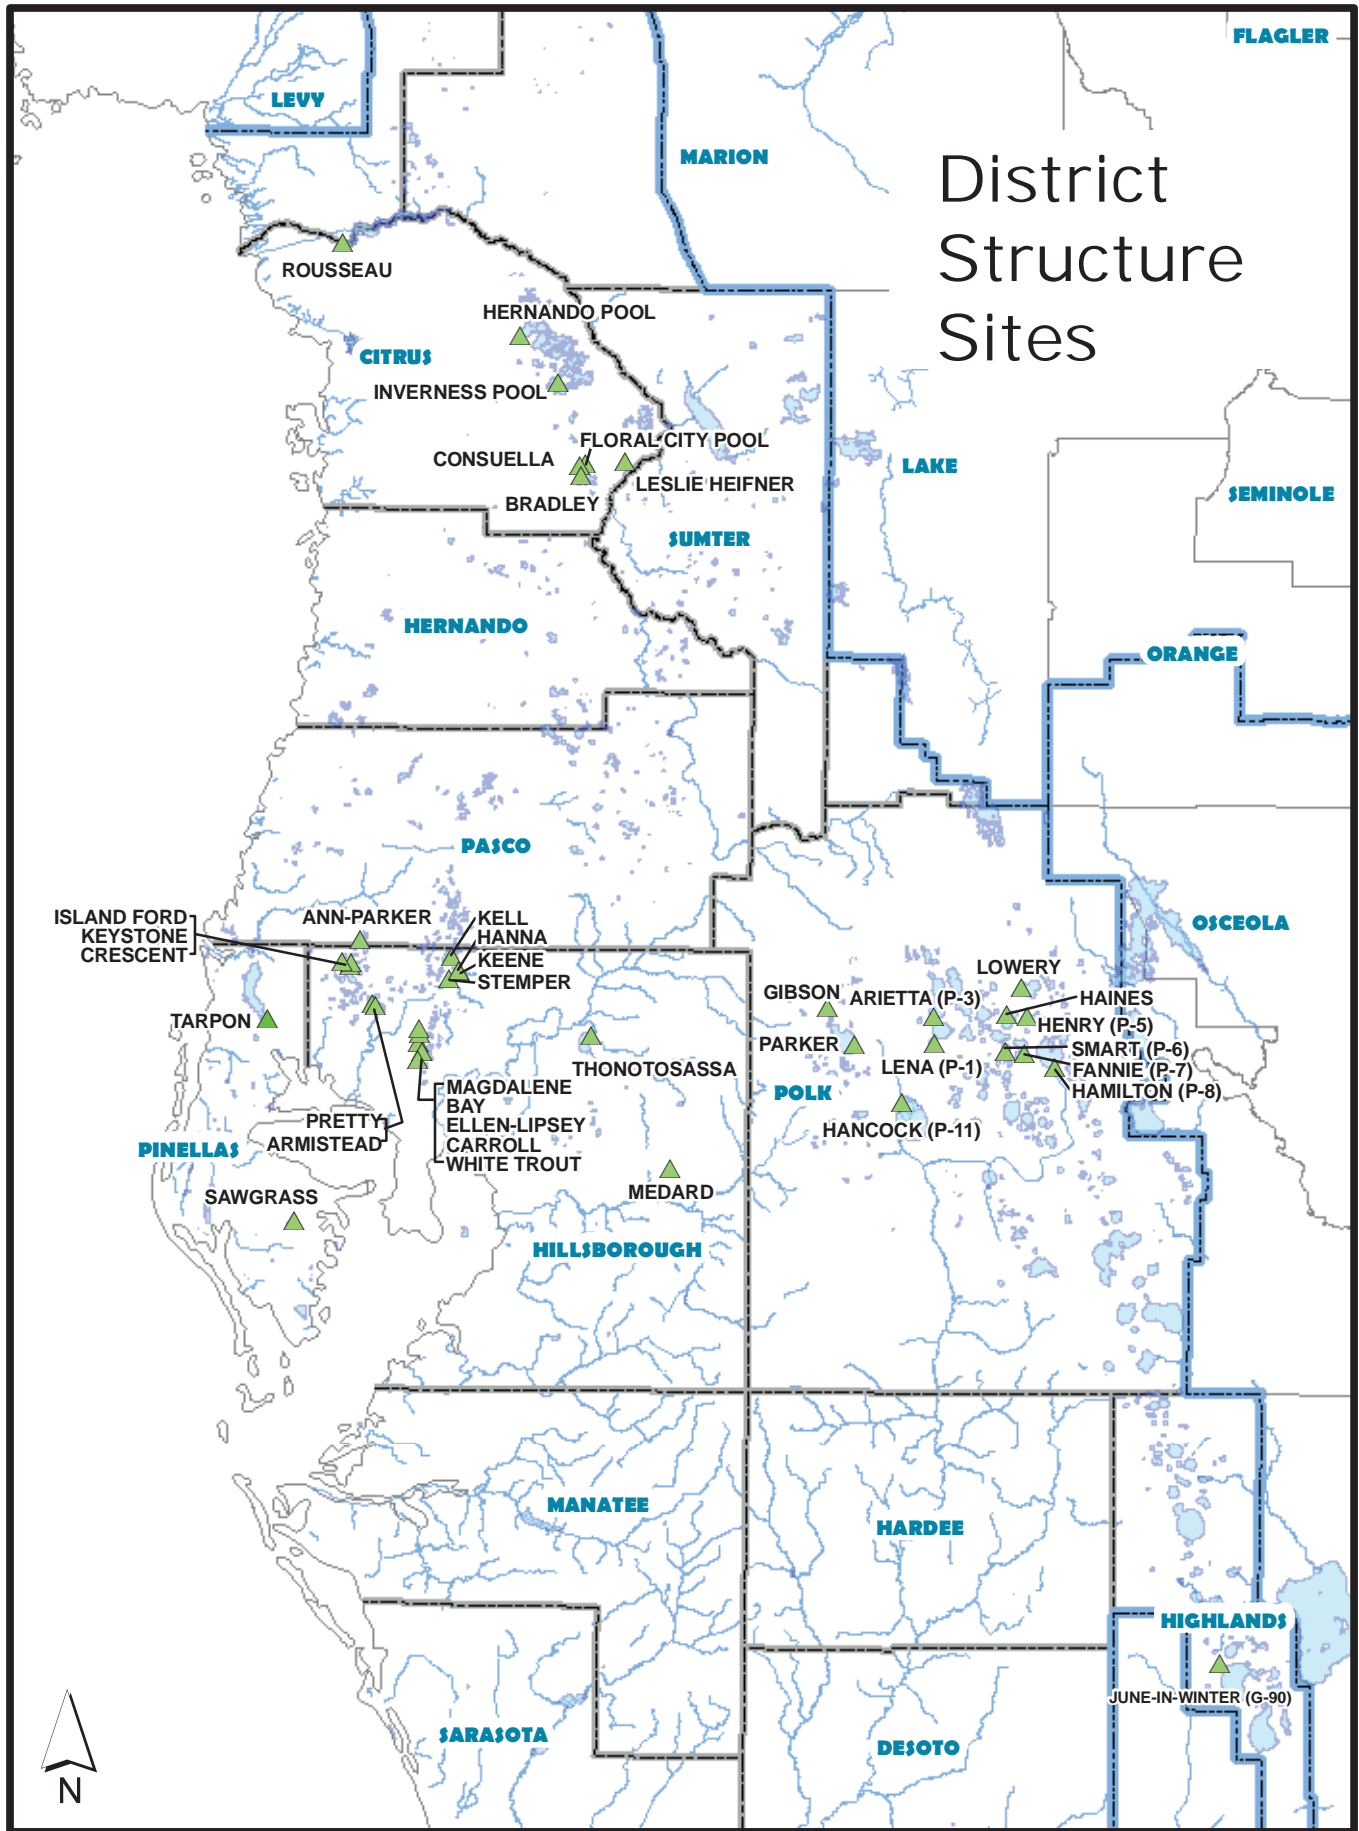 FLAGLER
LEVY
MARION
District
Structure
Sites
ROUSSEAU
HERNANDO POOL
CITRUS
INVERNESS POOL
FLORAL CITY POOL
CONSUELLA
LESLIE HEIFNER
BRADLEY
LAKE
SEMINOLE
SUMTER
HERNANDO
ORANGE
PASCO
ISLAND FORD
KEYSTONE
CRESCENT
ANN-PARKER
KELL
HANNA
KEENE
STEMPER
OSCEOLA
TARPON
LOWERY
GIBSON
ARIETTA (P-3)
HAINES
HENRY (P-5)
PARKER
SMART (P-6)
LENA (P-1)
FANNIE (P-7)
HAMILTON (P-8)
THONOTOSASSA
POLK
MAGDALENE
BAY
ELLEN-LIPSEY
CARROLL
WHITE TROUT
PRETTY
ARMISTEAD
HANCOCK (P-11)
PINELLAS
SAWGRASS
MEDARD
HILLSBOROUGH
MANATEE
HARDEE
HIGHLANDS
JUNE-IN-WINTER (G-90)
SARASOTA
DESOTO
N